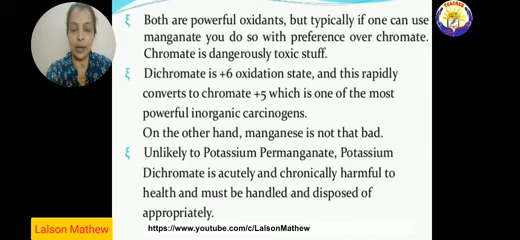 ξ Both are powerful oxidants, but typically if one can use
manganate you do so with preference over chromate.
Chromate is dangerously toxic stuff.
ξ Dichromate is +6 oxidation state, and this rapidly
converts to chromate +5 which is one of the most
powerful inorganic carcinogens.
On the other hand, manganese is not that bad.
ξ Unlikely to Potassium Permanganate, Potassium
Dichromate is acutely and chronically harmful to
health and must be handled and disposed of
appropriately.
Lalson Mathew
https://www.youtube.com/c/LalsonMathew